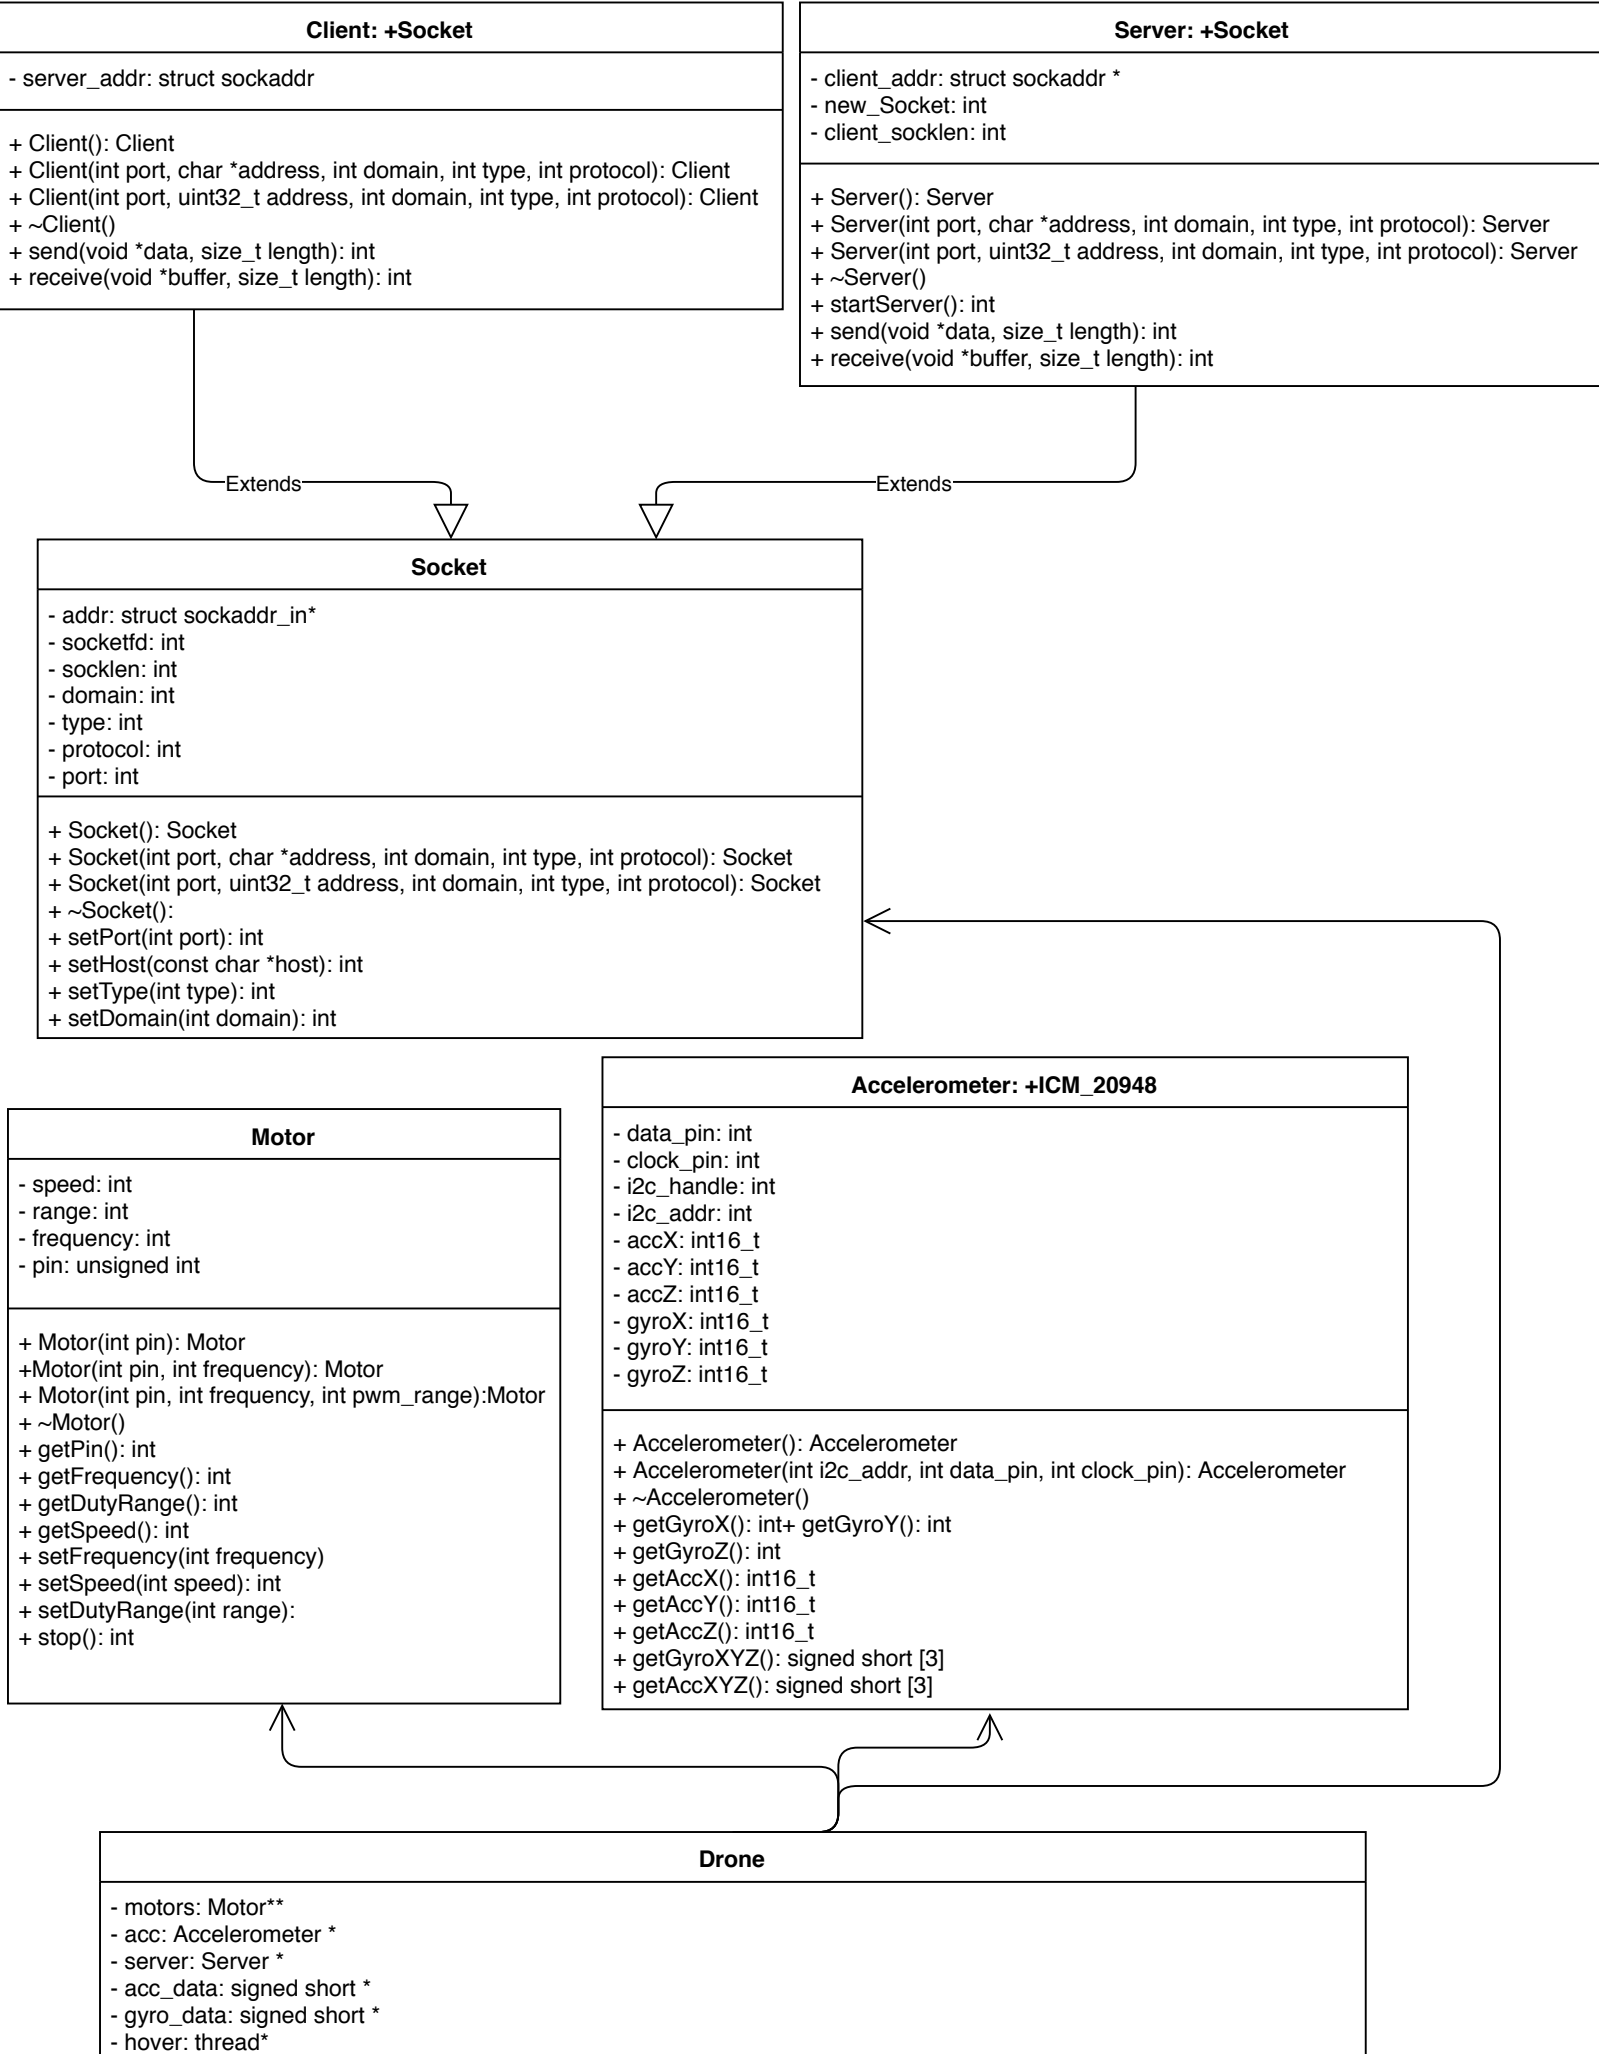 Client: +Socket
- server_addr: struct sockaddr
+ Client(): Client
+ Client(int port, char *address, int domain, int type, int protocol): Client
+ Client(int port, uint32_t address, int domain, int type, int protocol): Client
+ ~Client()
+ send(void *data, size_t length): int
+ receive(void *buffer, size_t length): int
Server: +Socket
- client_addr: struct sockaddr *
- new_Socket: int
- client_socklen: int
+ Server(): Server
+ Server(int port, char *address, int domain, int type, int protocol): Server
+ Server(int port, uint32_t address, int domain, int type, int protocol): Server
+ ~Server()
+ startServer(): int
+ send(void *data, size_t length): int
+ receive(void *buffer, size_t length): int
Extends
Extends
Socket
- addr: struct sockaddr_in*
- socketfd: int
- socklen: int
- domain: int
- type: int
- protocol: int
- port: int
+ Socket(): Socket
+ Socket(int port, char *address, int domain, int type, int protocol): Socket
+ Socket(int port, uint32_t address, int domain, int type, int protocol): Socket
+ ~Socket():
+ setPort(int port): int
+ setHost(const char *host): int
+ setType(int type): int
+ setDomain(int domain): int
Motor
- speed: int
- range: int
- frequency: int
- pin: unsigned int
+ Motor(int pin): Motor
+Motor(int pin, int frequency): Motor
+ Motor(int pin, int frequency, int pwm_range):Motor
+ ~Motor()
+ getPin(): int
+ getFrequency(): int
+ getDutyRange(): int
+ getSpeed(): int
+ setFrequency(int frequency)
+ setSpeed(int speed): int
+ setDutyRange(int range):
+ stop(): int
Accelerometer: +ICM_20948
- data_pin: int
- clock_pin: int
- i2c_handle: int
- i2c_addr: int
- accX: int16_t
- accY: int16_t
- accZ: int16_t
- gyroX: int16_t
- gyroY: int16_t
- gyroZ: int16_t
+ Accelerometer(): Accelerometer
+ Accelerometer(int i2c_addr, int data_pin, int clock_pin): Accelerometer
+ ~Accelerometer()
+ getGyroX(): int+ getGyroY(): int
+ getGyroZ(): int
+ getAccX(): int16_t
+ getAccY(): int16_t
+ getAccZ(): int16_t
+ getGyroXYZ(): signed short [3]
+ getAccXYZ(): signed short [3]
Drone
- motors: Motor**
- acc: Accelerometer *
- server: Server *
- acc_data: signed short *
- gyro_data: signed short *
- hover: thread*